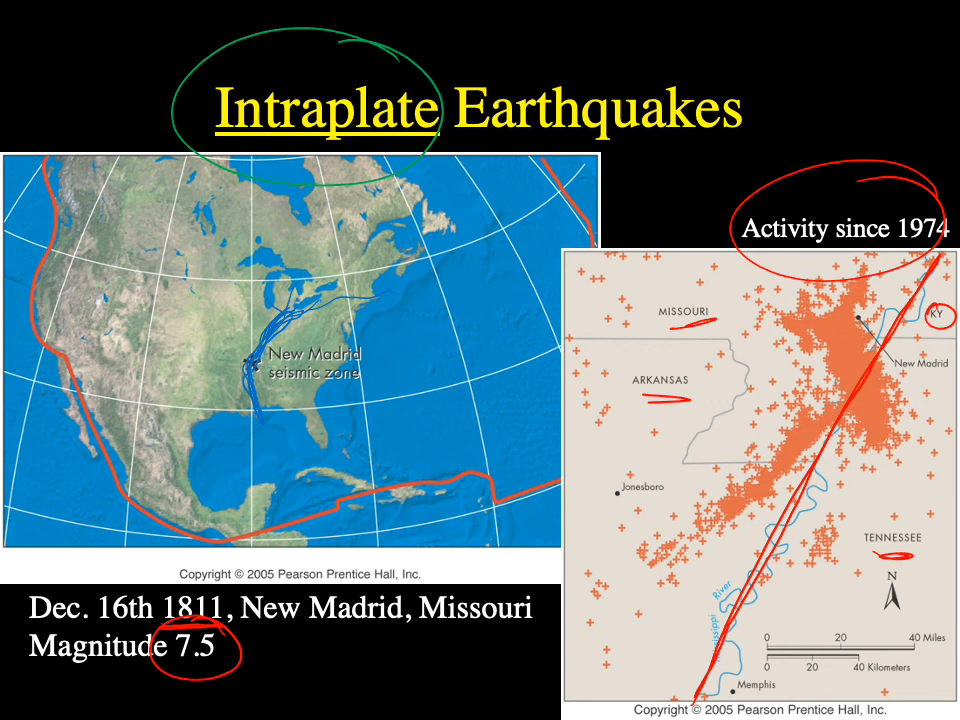 Intraplate Earthquakes
New Madrid
seismic zone
Copyright © 2005 Pearson Prentice Hall, Inc.
Dec. 16th 1811, New Madrid, Missouri
Magnitude 7.5
Activity since 1974
MISSOURI
KY
New Madrid
ARKANSAS
Jonesboro
TENNESSEE
N
Mississippi River
0 20 40 Miles
0 20 40 Kilometers
Memphis
Copyright © 2005 Pearson Prentice Hall, Inc.